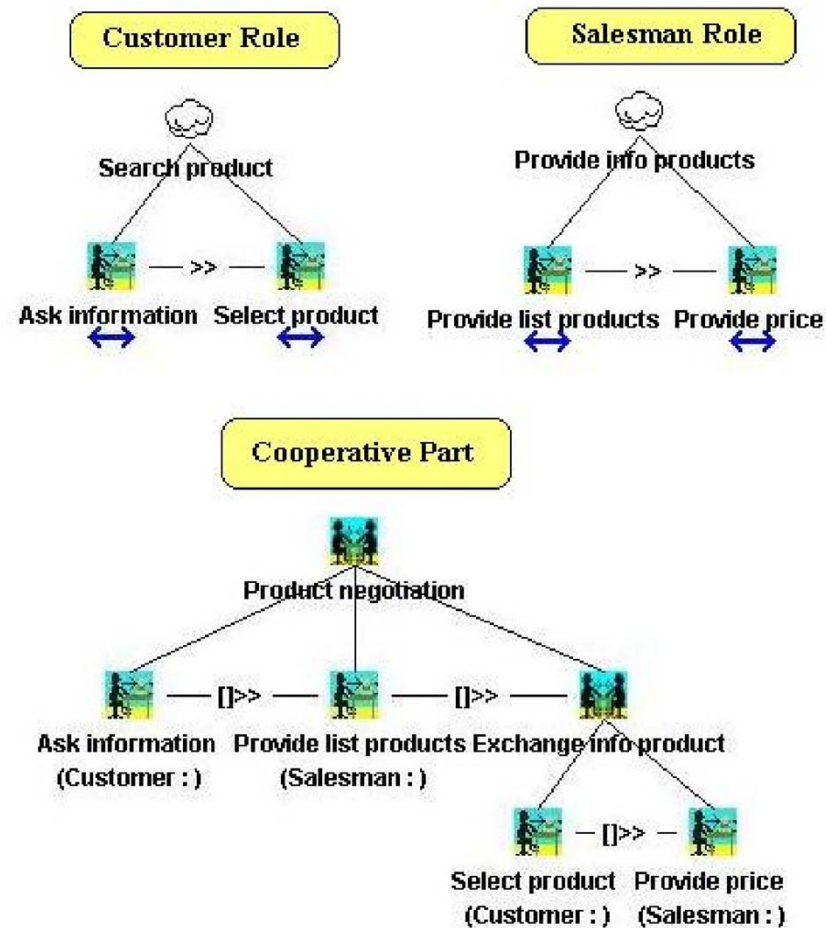 Customer Role
Salesman Role
Search product
Provide info products
>>
>>
Ask information
Select product
Provide list products
Provide price
Cooperative Part
Product negotiation
[]>>
[]>>
Ask information
(Customer : )
Provide list products
(Salesman : )
Exchange info product
[]>>
Select product
(Customer : )
Provide price
(Salesman : )